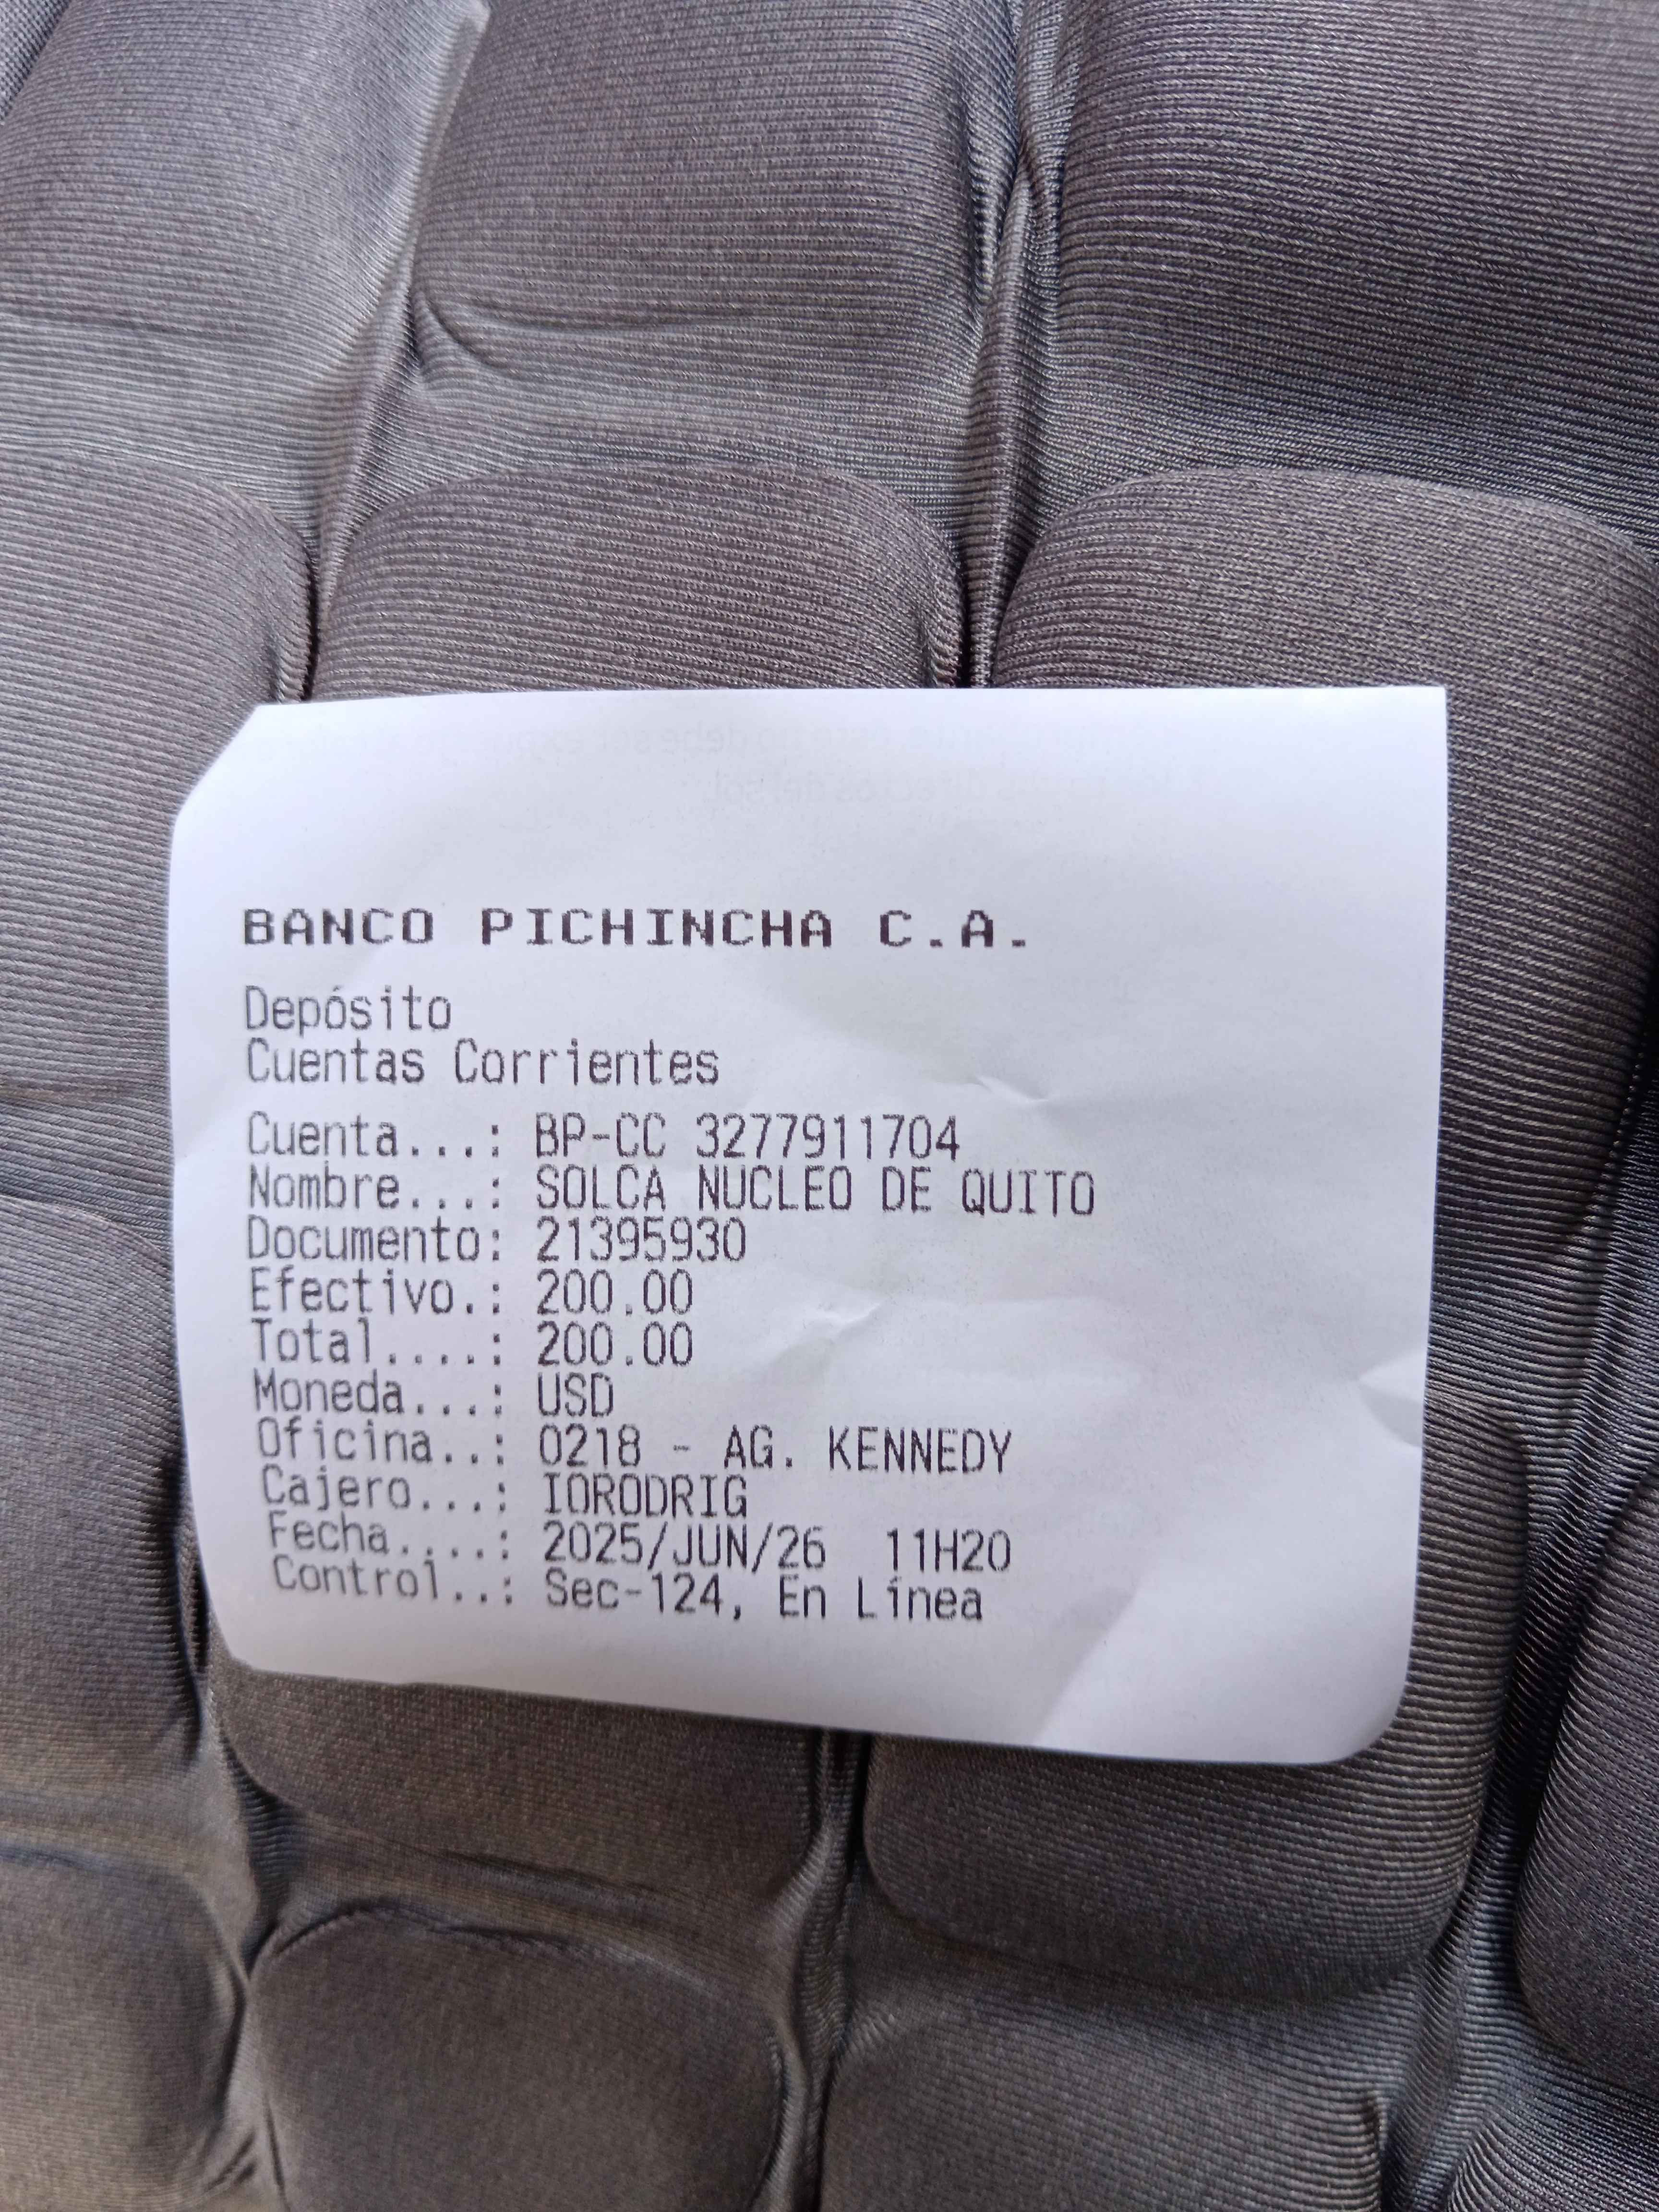 BANCO PICHINCHA C.A.
Depósito
Cuentas Corrientes
Cuenta...: BP-CC 3277911704
Nombre...: SOLCA NUCLEO DE QUITO
Documento: 21395930
Efectivo.: 200.00
Total....: 200.00
Moneda...: USD
Oficina..: 0218 - AG. KENNEDY
Cajero...: IORODRIG
Fecha....: 2025/JUN/26  11H20
Control..: Sec-124, En Línea